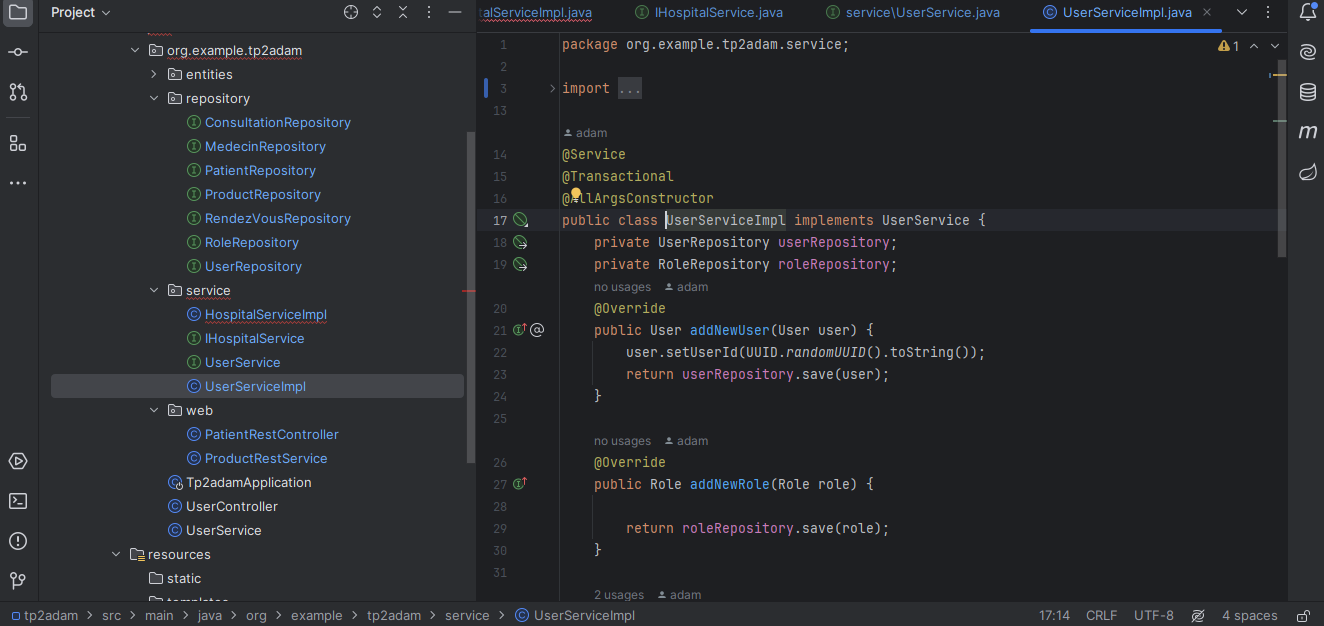 Project
org.example.tp2adam
entities
repository
ConsultationRepository
MedecinRepository
PatientRepository
ProductRepository
RendezVousRepository
RoleRepository
UserRepository
service
HospitalServiceImpl
IHospitalService
UserService
UserServiceImpl
web
PatientRestController
ProductRestService
Tp2adamApplication
UserController
UserService
resources
static
talServiceImpl.java IHospitalService.java service\UserService.java UserServiceImpl.java
1 package org.example.tp2adam.service;
1
2
3 import ...
13
adam
14 @Service
15 @Transactional
16 @AllArgsConstructor
17 public class UserServiceImpl implements UserService {
18 private UserRepository userRepository;
19 private RoleRepository roleRepository;
no usages adam
20 @Override
21 public User addNewUser(User user) {
22 user.setUserId(UUID.randomUUID().toString());
23 return userRepository.save(user);
24 }
25
no usages adam
26 @Override
27 public Role addNewRole(Role role) {
28
29 return roleRepository.save(role);
30 }
31
2 usages adam
m
tp2adam > src > main > java > org > example > tp2adam > service > UserServiceImpl
17:14 CRLF UTF-8 4 spaces